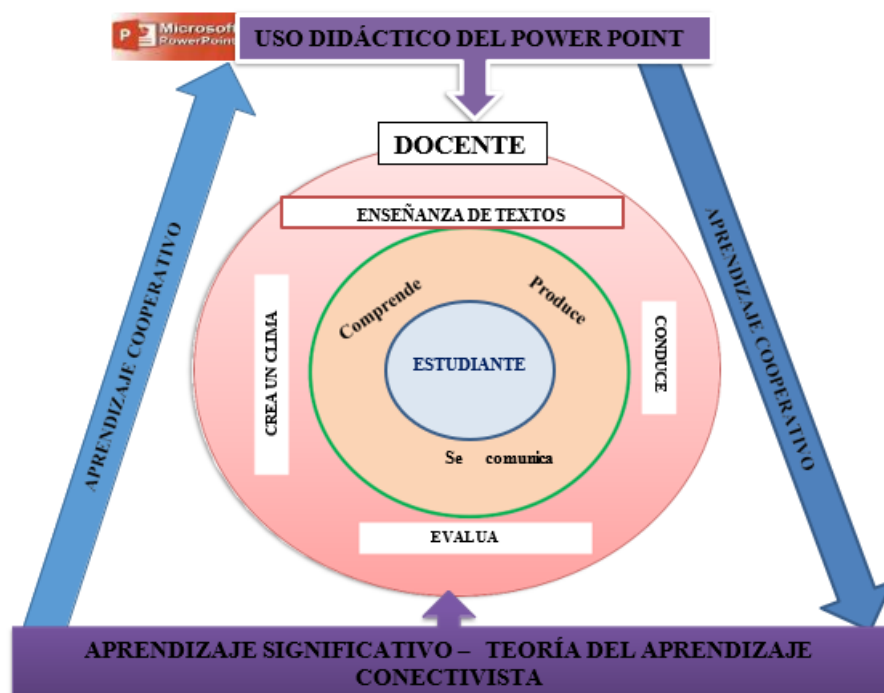 Microsoft
PowerPoint
P
USO DIDÁCTICO DEL POWER POINT
DOCENTE
ENSEÑANZA DE TEXTOS
APRENDIZAJE COOPERATIVO
CREA UN CLIMA
Comprende
Produce
ESTUDIANTE
Se comunica
CONDUCE
APRENDIZAJE COOPERATIVO
EVALUA
APRENDIZAJE SIGNIFICATIVO – TEORÍA DEL APRENDIZAJE
CONECTIVISTA